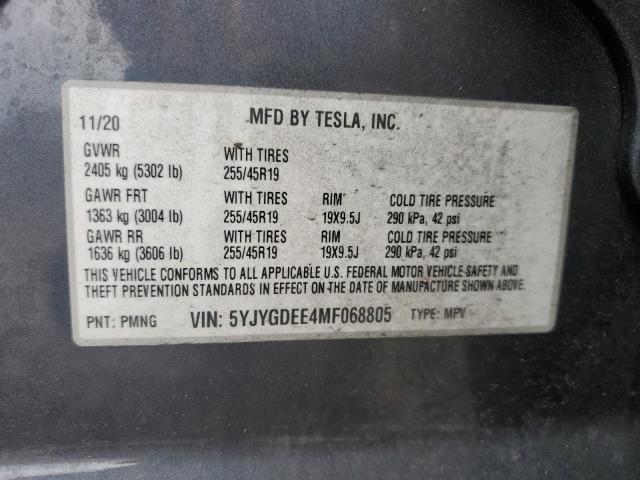 11/20 MFD BY TESLA, INC.
GVWR WITH TIRES
2405 kg (5302 lb) 255/45R19
GAWR FRT WITH TIRES RIM COLD TIRE PRESSURE
1363 kg (3004 lb) 255/45R19 19X9.5J 290 kPa, 42 psi
GAWR RR WITH TIRES RIM COLD TIRE PRESSURE
1636 kg (3606 lb) 255/45R19 19X9.5J 290 kPa, 42 psi
THIS VEHICLE CONFORMS TO ALL APPLICABLE U.S. FEDERAL MOTOR VEHICLE SAFETY AND
THEFT PREVENTION STANDARDS IN EFFECT ON THE DATE OF MANUFACTURE SHOWN ABOVE.
PNT: PMNG VIN: 5YJYGDEE4MF068805 TYPE: MPV